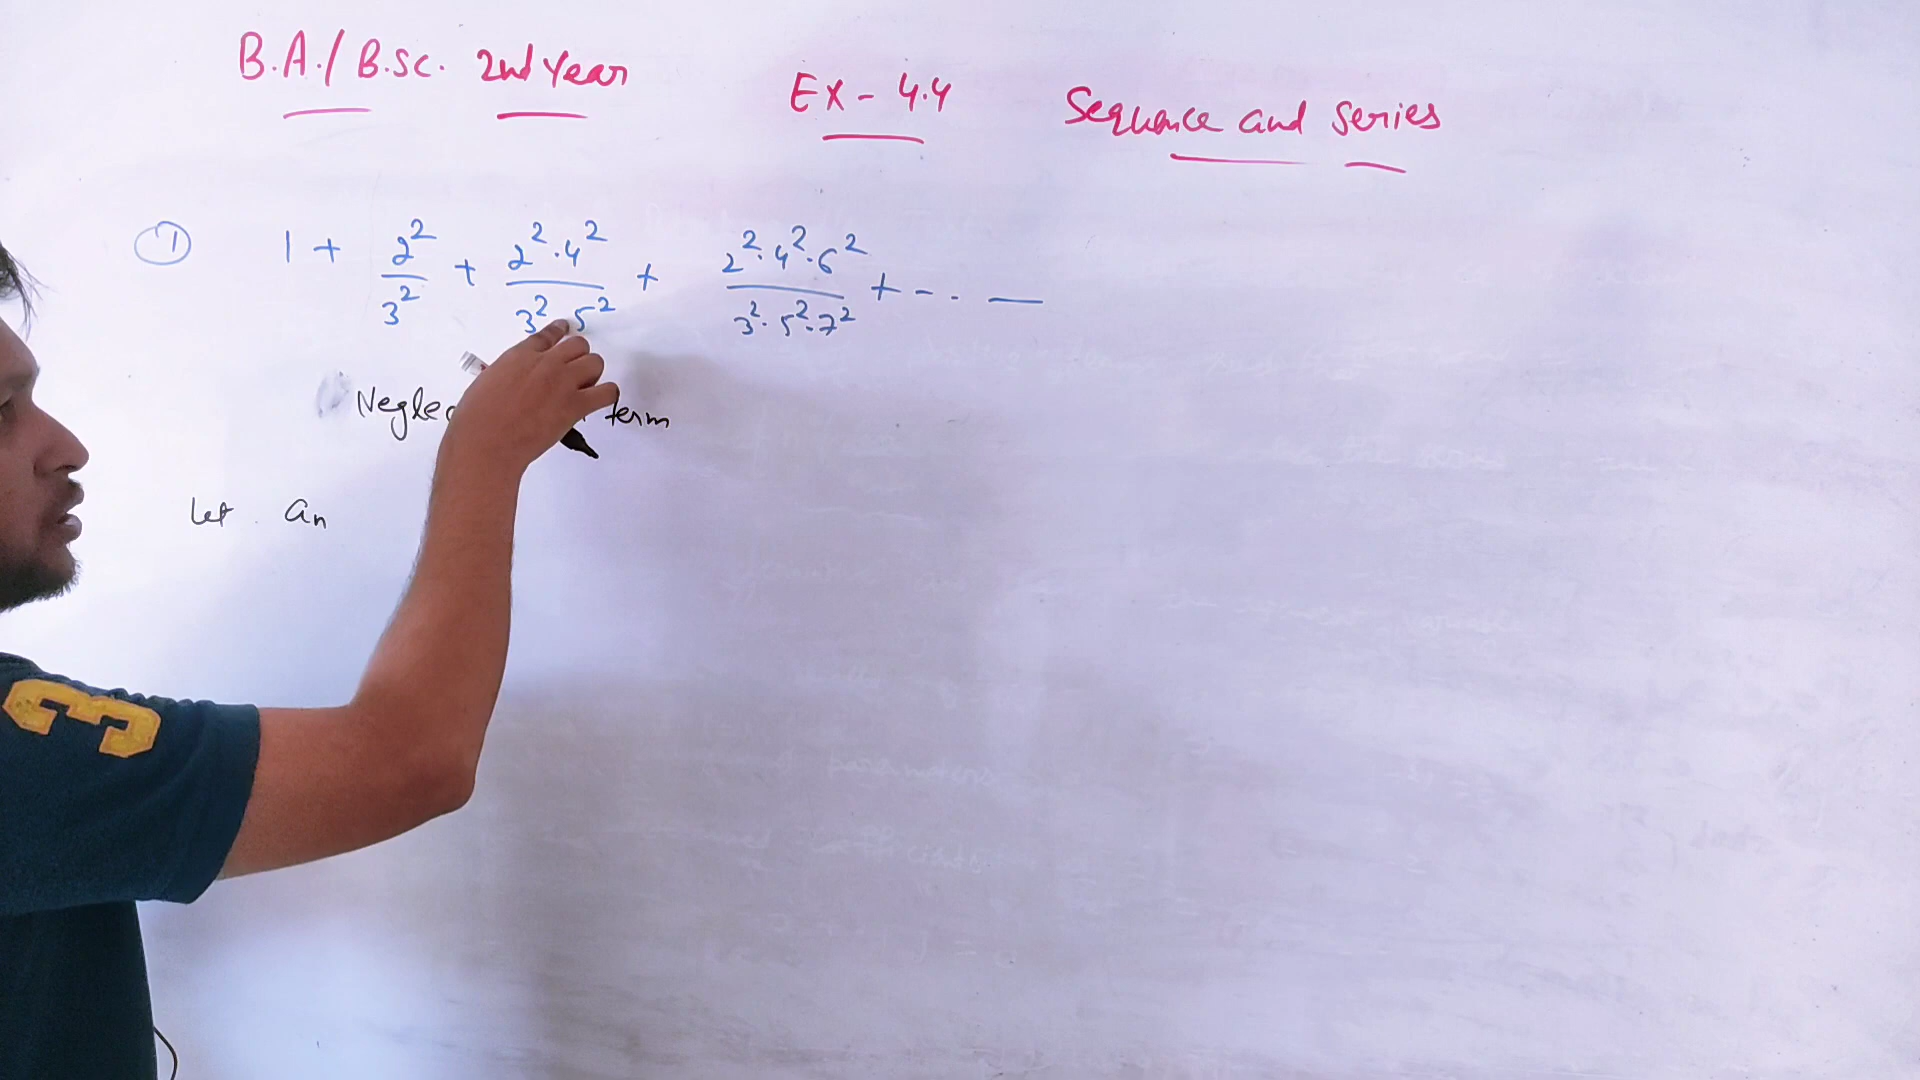 B.A./B.Sc. 2nd Year Ex - 4.4 Sequence and Series
① 1 + 2²/3² + 2²·4²/3²·5² + 2²·4²·6²/3²·5²·7² + -- —
term
Let an
3